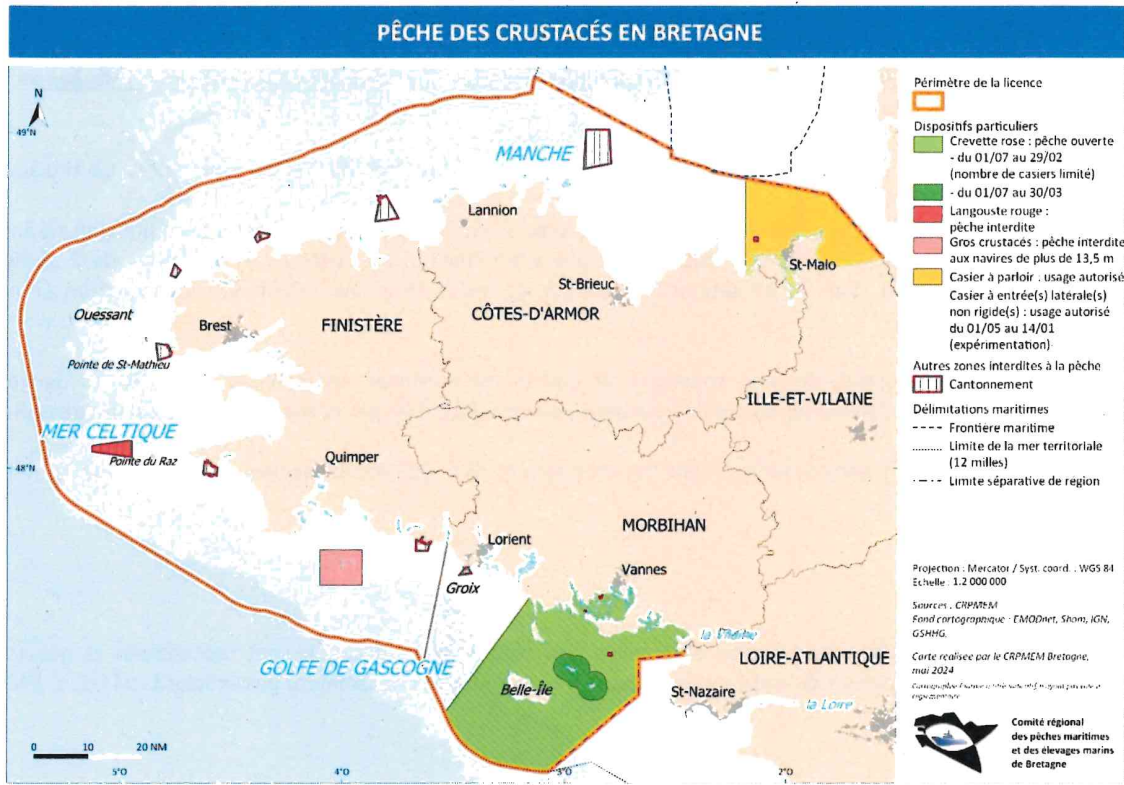 PÊCHE DES CRUSTACÉS EN BRETAGNE
N
49°N
48°N
MANCHE
Lannion
St-Malo
St-Brieuc
Ouessant
Brest
FINISTÈRE
CÔTES-D'ARMOR
Pointe de St-Mathieu
ILLE-ET-VILAINE
MER CELTIQUE
Pointe du Raz
Quimper
MORBIHAN
Lorient
Vannes
Groix
la Vilaine
GOLFE DE GASCOGNE
LOIRE-ATLANTIQUE
Belle-Île
St-Nazaire
la Loire
0 10 20 NM
5°0 4°0 3°0 2°0
Périmètre de la licence
Dispositifs particuliers
Crevette rose : pêche ouverte
- du 01/07 au 29/02
(nombre de casiers limité)
- du 01/07 au 30/03
Langouste rouge :
pêche interdite
Gros crustacés : pêche interdite
aux navires de plus de 13,5 m
Casier à parloir : usage autorisé
Casier à entrée(s) latérale(s)
non rigide(s) : usage autorisé
du 01/05 au 14/01
(expérimentation)
Autres zones interdites à la pêche
Cantonnement
Délimitations maritimes
Frontière maritime
Limite de la mer territoriale
(12 milles)
Limite séparative de région
Projection : Mercator / Syst. coord. : WGS 84
Echelle : 1:2 000 000
Sources : CRPMEM
Fond cartographique : EMODnet, Shom, IGN,
GSHHG.
Carte réalisée par le CRPMEM Bretagne,
mai 2024
Comité régional
des pêches maritimes
et des élevages marins
de Bretagne